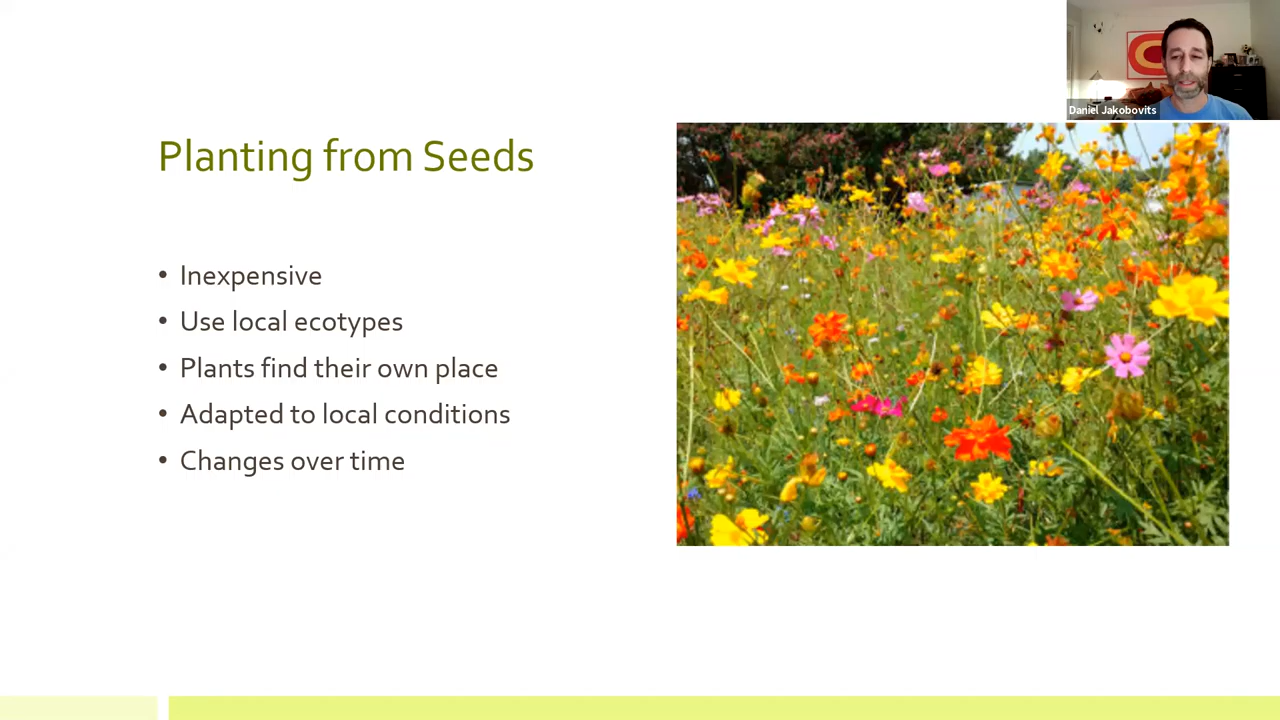 Daniel Jakobovits
Planting from Seeds
• Inexpensive
• Use local ecotypes
• Plants find their own place
• Adapted to local conditions
• Changes over time